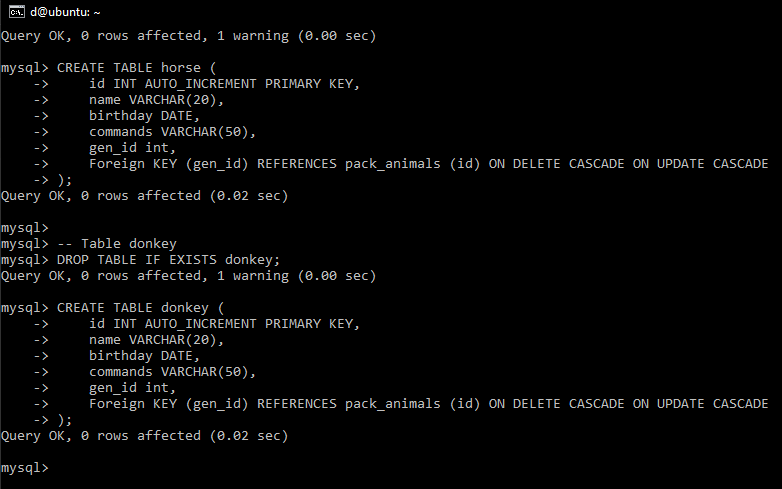 d@ubuntu: ~
Query OK, 0 rows affected, 1 warning (0.00 sec)
mysql> CREATE TABLE horse (
    ->     id INT AUTO_INCREMENT PRIMARY KEY,
    ->     name VARCHAR(20),
    ->     birthday DATE,
    ->     commands VARCHAR(50),
    ->     gen_id int,
    ->     Foreign KEY (gen_id) REFERENCES pack_animals (id) ON DELETE CASCADE ON UPDATE CASCADE
    -> );
Query OK, 0 rows affected (0.02 sec)
mysql>
mysql> -- Table donkey
mysql> DROP TABLE IF EXISTS donkey;
Query OK, 0 rows affected, 1 warning (0.00 sec)
mysql> CREATE TABLE donkey (
    ->     id INT AUTO_INCREMENT PRIMARY KEY,
    ->     name VARCHAR(20),
    ->     birthday DATE,
    ->     commands VARCHAR(50),
    ->     gen_id int,
    ->     Foreign KEY (gen_id) REFERENCES pack_animals (id) ON DELETE CASCADE ON UPDATE CASCADE
    -> );
Query OK, 0 rows affected (0.02 sec)
mysql>